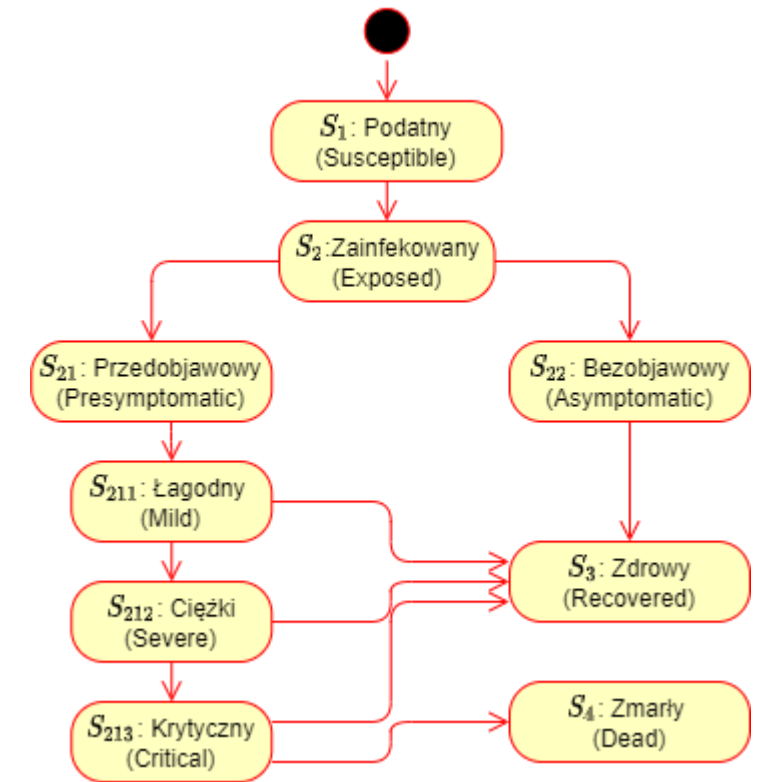 S₁: Podatny
(Susceptible)
S₂:Zainfekowany
(Exposed)
S₂₁: Przedobjawowy
(Presymptomatic)
S₂₂: Bezobjawowy
(Asymptomatic)
S₂₁₁: Łagodny
(Mild)
S₃: Zdrowy
(Recovered)
S₂₁₂: Ciężki
(Severe)
S₂₁₃: Krytyczny
(Critical)
S₄: Zmarły
(Dead)